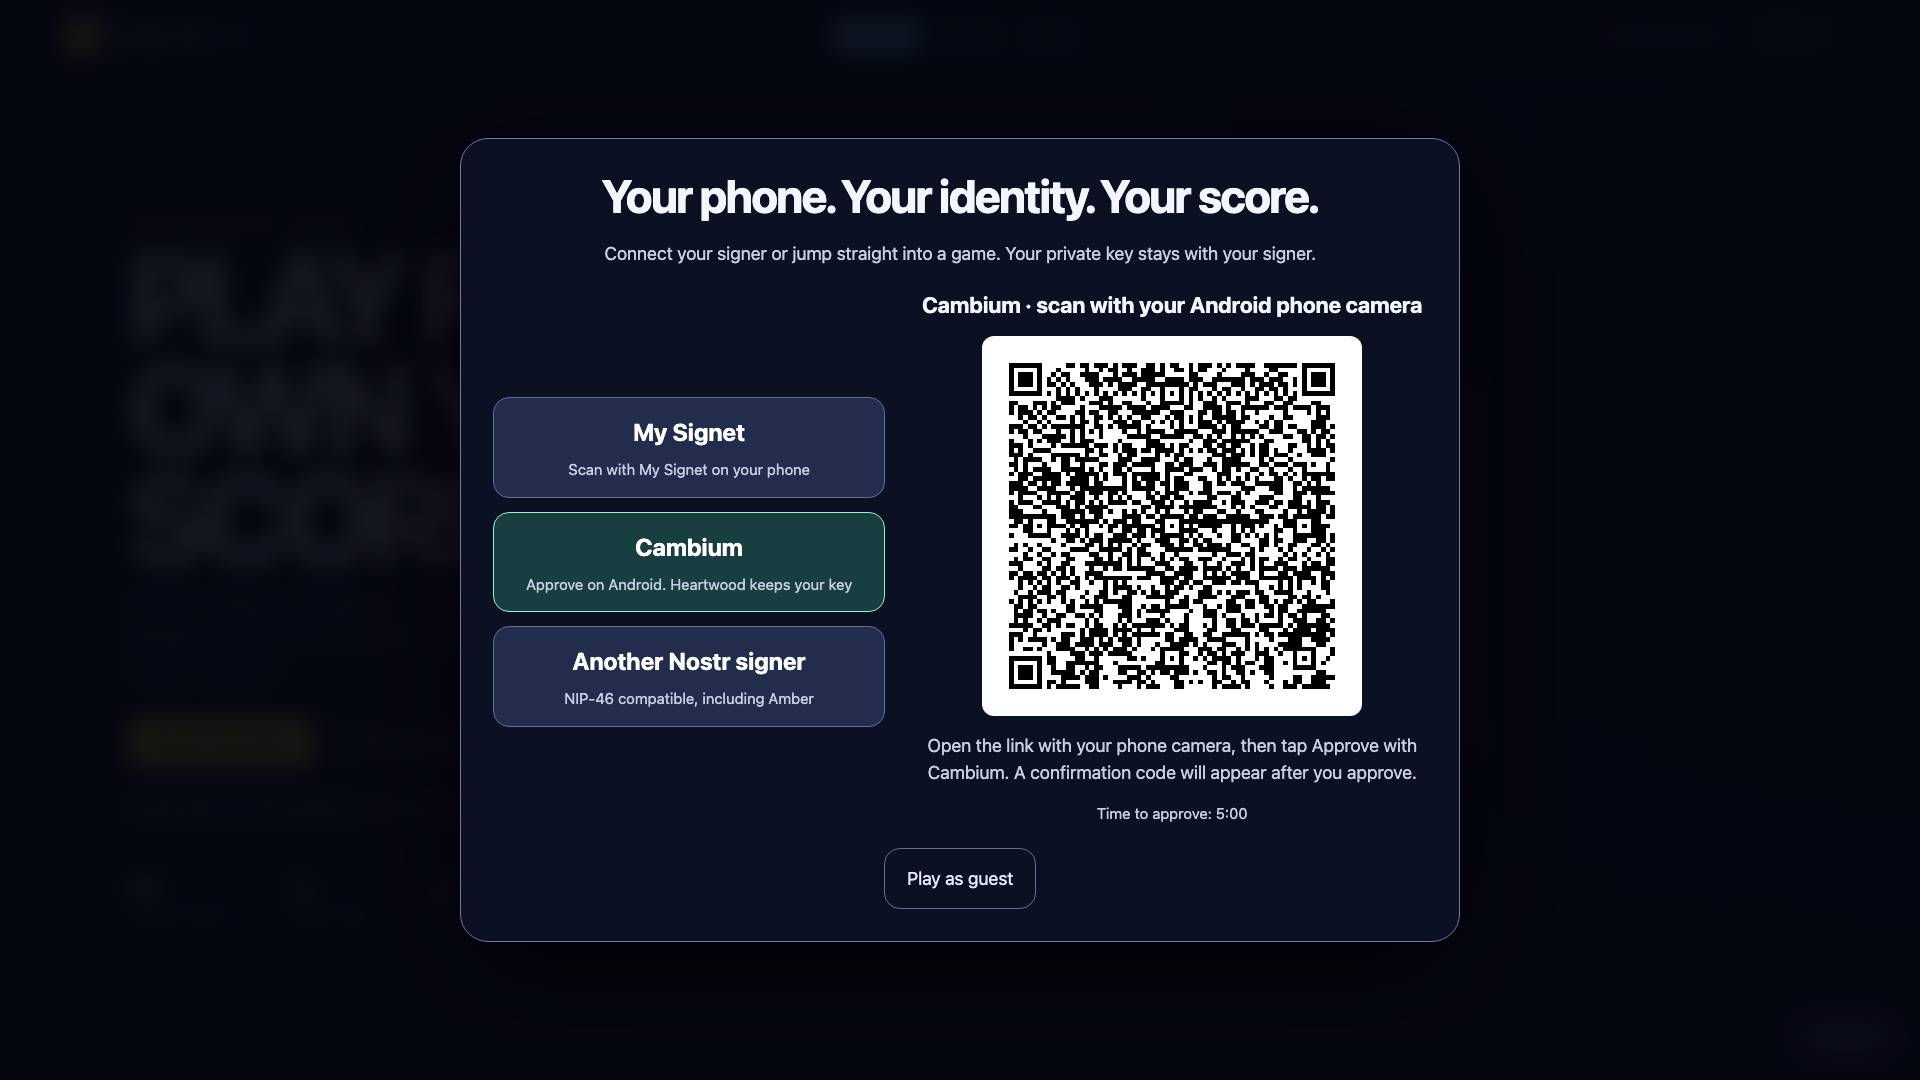 Your phone. Your identity. Your score.
Connect your signer or jump straight into a game. Your private key stays with your signer.
My Signet
Scan with My Signet on your phone
Cambium
Approve on Android. Heartwood keeps your key
Another Nostr signer
NIP-46 compatible, including Amber
Cambium · scan with your Android phone camera
Open the link with your phone camera, then tap Approve with
Cambium. A confirmation code will appear after you approve.
Time to approve: 5:00
Play as guest
PLAY
OWN